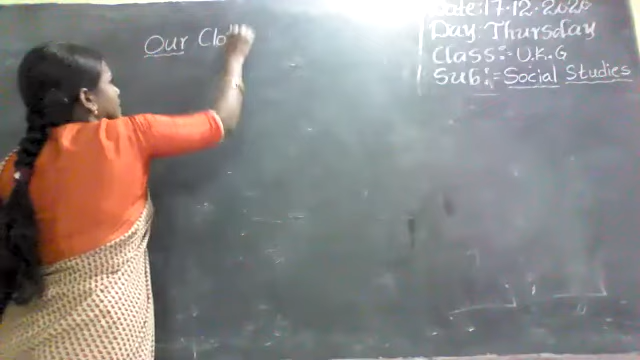 Our Clo
Date:17.12.2020
Day:Thursday
Class:-U.K.G
Sub:-Social Studies